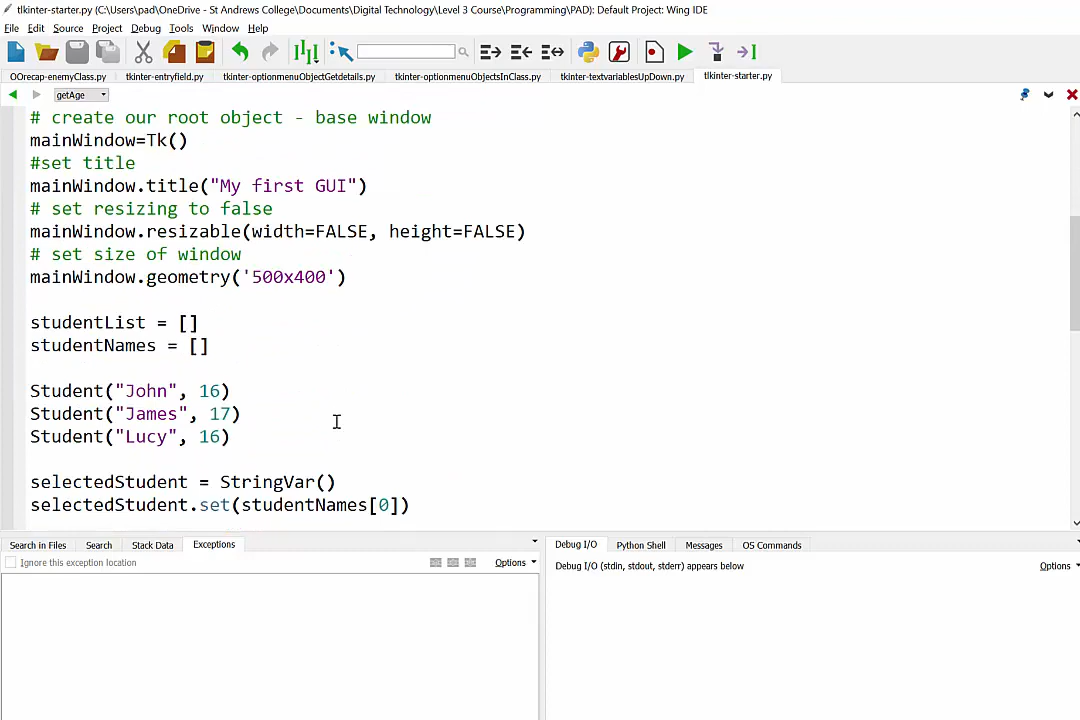 tlkinter-starter.py (C:\Users\pad\OneDrive - St Andrews College\Documents\Digital Technology\Level 3 Course\Programming\PAD): Default Project: Wing IDE
File Edit Source Project Debug Tools Window Help
OOrecap-enemyClass.py tkinter-entryfield.py tkinter-optionmenuObjectGetdetails.py tkinter-optionmenuObjectsInClass.py tkinter-textvariablesUpDown.py tlkinter-starter.py
getAge
# create our root object - base window
mainWindow=Tk()
#set title
mainWindow.title("My first GUI")
# set resizing to false
mainWindow.resizable(width=FALSE, height=FALSE)
# set size of window
mainWindow.geometry('500x400')
studentList = []
studentNames = []
Student("John", 16)
Student("James", 17)
Student("Lucy", 16)
selectedStudent = StringVar()
selectedStudent.set(studentNames[0])
Search in Files Search Stack Data Exceptions
Ignore this exception location Options
Debug I/O Python Shell Messages OS Commands
Debug I/O (stdin, stdout, stderr) appears below Options